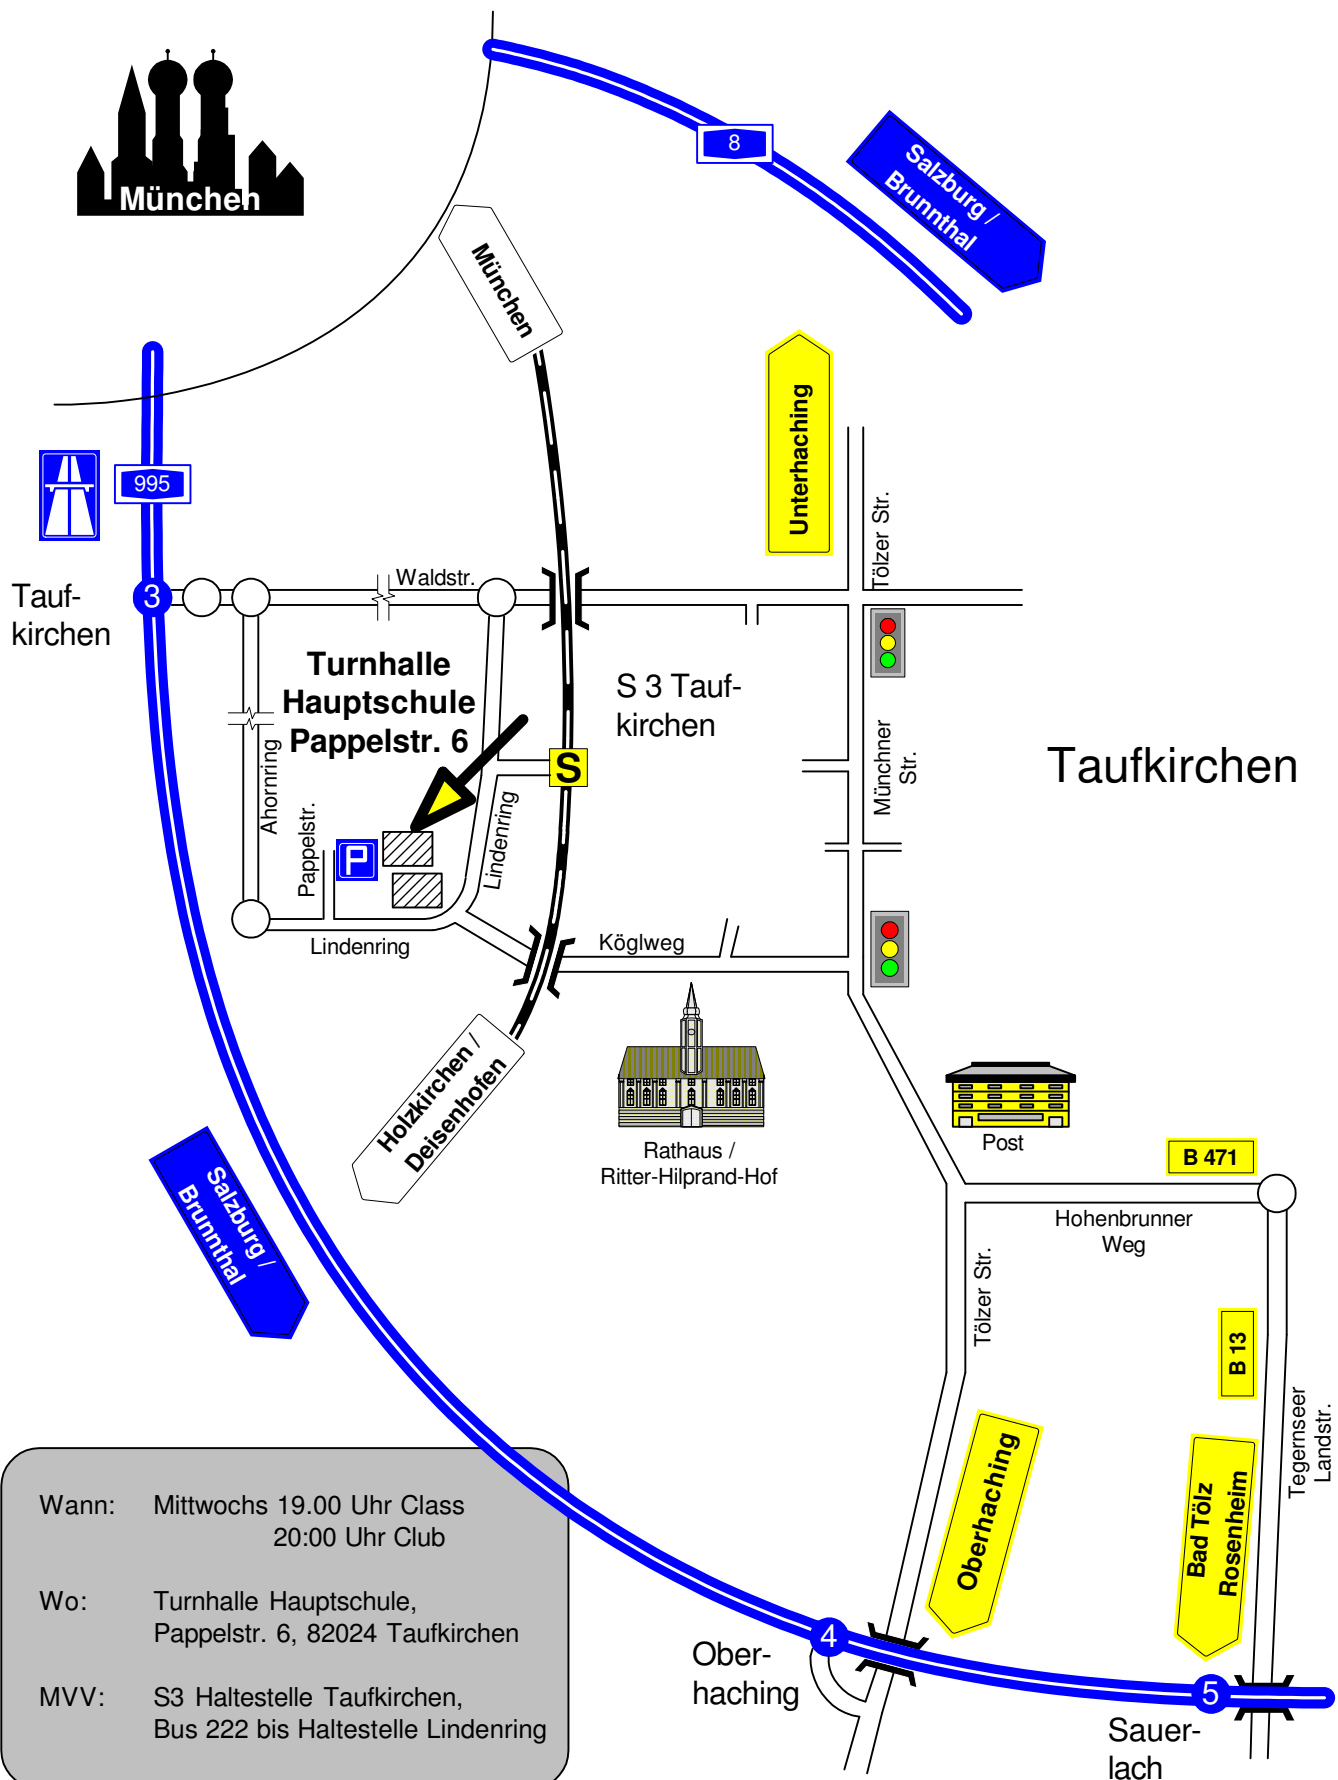 München
8
Salzburg /
Brunnthal
München
Unterhaching
995
Tölzer Str.
Waldstr.
3
Tauf-
kirchen
Turnhalle
Hauptschule
Pappelstr. 6
S 3 Tauf-
kirchen
S
Münchner
Str.
Taufkirchen
Ahornring
Pappelstr.
P
Lindenring
Lindenring
Köglweg
Holzkirchen /
Deisenhofen
Rathaus /
Ritter-Hilprand-Hof
Post
B 471
Hohenbrunner
Weg
Salzburg /
Brunnthal
Tölzer Str.
B 13
Tegernseer
Landstr.
Oberhaching
Bad Tölz
Rosenheim
Wann: Mittwochs 19.00 Uhr Class
20:00 Uhr Club
Wo: Turnhalle Hauptschule,
Pappelstr. 6, 82024 Taufkirchen
MVV: S3 Haltestelle Taufkirchen,
Bus 222 bis Haltestelle Lindenring
4
Ober-
haching
5
Sauer-
lach